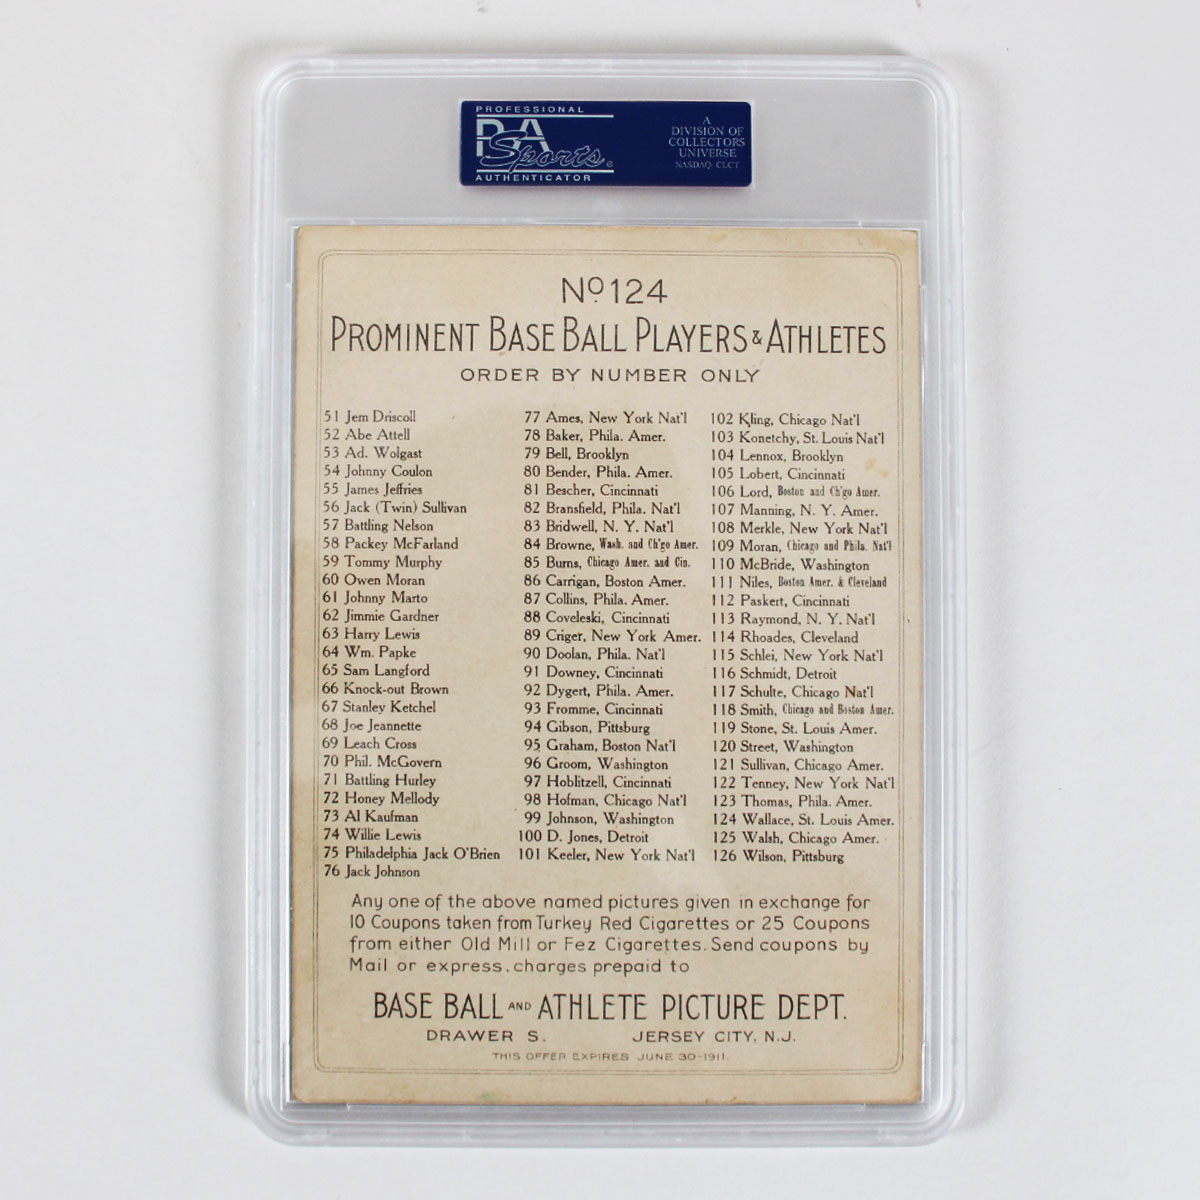 PROFESSIONAL
PSA
Sports
AUTHENTICATOR
A
DIVISION OF
COLLECTORS
UNIVERSE
NASDAQ: CLCT
Nº 124
PROMINENT BASE BALL PLAYERS & ATHLETES
ORDER BY NUMBER ONLY
51 Jem Driscoll
52 Abe Attell
53 Ad. Wolgast
54 Johnny Coulon
55 James Jeffries
56 Jack (Twin) Sullivan
57 Battling Nelson
58 Packey McFarland
59 Tommy Murphy
60 Owen Moran
61 Johnny Marto
62 Jimmie Gardner
63 Harry Lewis
64 Wm. Papke
65 Sam Langford
66 Knock-out Brown
67 Stanley Ketchel
68 Joe Jeannette
69 Leach Cross
70 Phil. McGovern
71 Battling Hurley
72 Honey Mellody
73 Al Kaufman
74 Willie Lewis
75 Philadelphia Jack O'Brien
76 Jack Johnson
77 Ames, New York Nat'l
78 Baker, Phila. Amer.
79 Bell, Brooklyn
80 Bender, Phila. Amer.
81 Bescher, Cincinnati
82 Bransfield, Phila. Nat'l
83 Bridwell, N. Y. Nat'l
84 Browne, Wash. and Ch'go Amer.
85 Burns, Chicago Amer. and Cin.
86 Carrigan, Boston Amer.
87 Collins, Phila. Amer.
88 Coveleski, Cincinnati
89 Criger, New York Amer.
90 Doolan, Phila. Nat'l
91 Downey, Cincinnati
92 Dygert, Phila. Amer.
93 Fromme, Cincinnati
94 Gibson, Pittsburg
95 Graham, Boston Nat'l
96 Groom, Washington
97 Hoblitzell, Cincinnati
98 Hofman, Chicago Nat'l
99 Johnson, Washington
100 D. Jones, Detroit
101 Keeler, New York Nat'l
102 Kling, Chicago Nat'l
103 Konetchy, St. Louis Nat'l
104 Lennox, Brooklyn
105 Lobert, Cincinnati
106 Lord, Boston and Ch'go Amer.
107 Manning, N. Y. Amer.
108 Merkle, New York Nat'l
109 Moran, Chicago and Phila. Nat'l
110 McBride, Washington
111 Niles, Boston Amer. & Cleveland
112 Paskert, Cincinnati
113 Raymond, N. Y. Nat'l
114 Rhoades, Cleveland
115 Schlei, New York Nat'l
116 Schmidt, Detroit
117 Schulte, Chicago Nat'l
118 Smith, Chicago and Boston Amer.
119 Stone, St. Louis Amer.
120 Street, Washington
121 Sullivan, Chicago Amer.
122 Tenney, New York Nat'l
123 Thomas, Phila. Amer.
124 Wallace, St. Louis Amer.
125 Walsh, Chicago Amer.
126 Wilson, Pittsburg
Any one of the above named pictures given in exchange for
10 Coupons taken from Turkey Red Cigarettes or 25 Coupons
from either Old Mill or Fez Cigarettes. Send coupons by
Mail or express, charges prepaid to
BASE BALL AND ATHLETE PICTURE DEPT.
DRAWER S. JERSEY CITY, N.J.
THIS OFFER EXPIRES JUNE 30-1911.